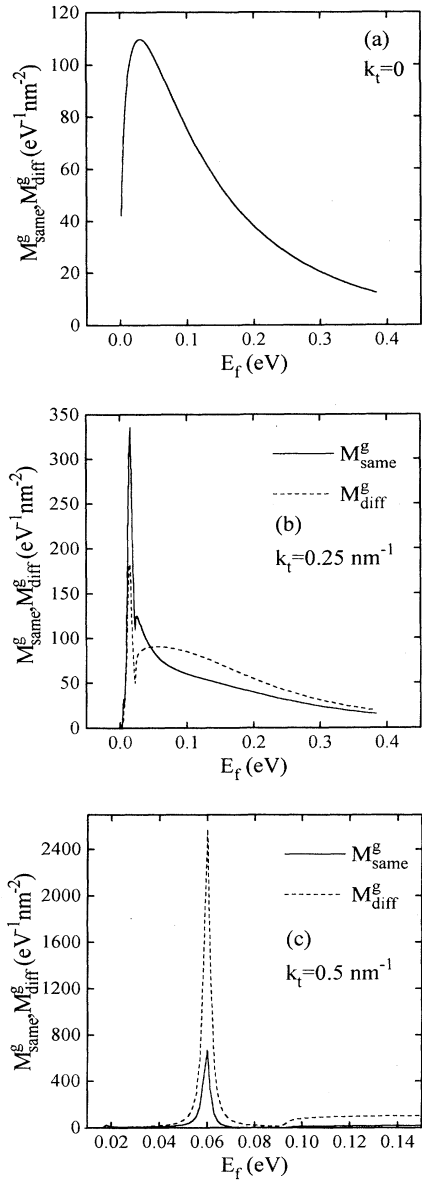 120
100
80
60
40
20
0
M^g_same,M^g_diff (eV^-1nm^-2)
(a)
k_t=0
0.0 0.1 0.2 0.3 0.4
E_f (eV)
350
300
250
200
150
100
50
0
M^g_same,M^g_diff (eV^-1nm^-2)
M^g_same
M^g_diff
(b)
k_t=0.25 nm^-1
0.0 0.1 0.2 0.3 0.4
E_f (eV)
2400
2000
1600
1200
800
400
0
M^g_same,M^g_diff (eV^-1nm^-2)
M^g_same
M^g_diff
(c)
k_t=0.5 nm^-1
0.02 0.04 0.06 0.08 0.10 0.12 0.14
E_f (eV)